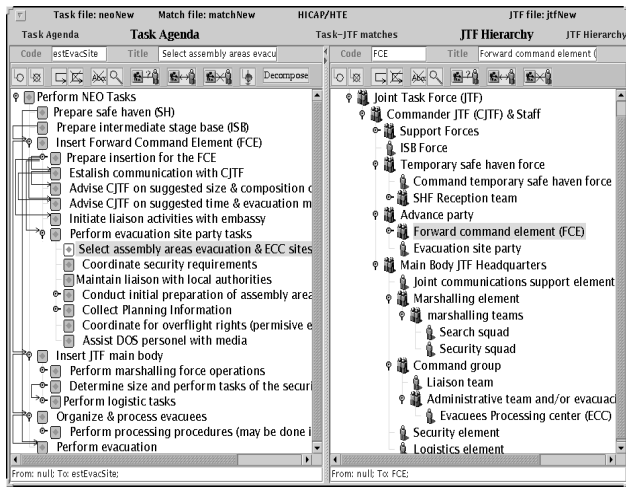 Task file: neoNew Match file: matchNew HICAP/HTE JTF file: jtfNew
Task Agenda Task Agenda Task-JTF matches JTF Hierarchy JTF Hierarchy
Code estEvacSite Title Select assembly areas evacu
Code FCE Title Forward command element (
Decompose
Perform NEO Tasks
Prepare safe haven (SH)
Prepare intermediate stage base (ISB)
Insert Forward Command Element (FCE)
Prepare insertion for the FCE
Estalish communication with CJTF
Advise CJTF on suggested size & composition c
Advise CJTF on suggested time & evacuation m
Initiate liaison activities with embassy
Perform evacuation site party tasks
Select assembly areas evacuation & ECC sites
Coordinate security requirements
Maintain liaison with local authorities
Conduct initial preparation of assembly area
Collect Planning Information
Coordinate for overflight rights (permisive e
Assist DOS personel with media
Insert JTF main body
Perform marshalling force operations
Determine size and perform tasks of the securi
Perform logistic tasks
Organize & process evacuees
Perform processing procedures (may be done i
Perform evacuation
From: null; To: estEvacSite;
Joint Task Force (JTF)
Commander JTF (CJTF) & Staff
Support Forces
ISB Force
Temporary safe haven force
Command temporary safe haven force
SHF Reception team
Advance party
Forward command element (FCE)
Evacuation site party
Main Body JTF Headquarters
Joint communications support element
Marshalling element
marshalling teams
Search squad
Security squad
Command group
Liaison team
Administrative team and/or evacuaci
Evacuees Processing center (ECC)
Security element
Logistics element
From: null; To: FCE;